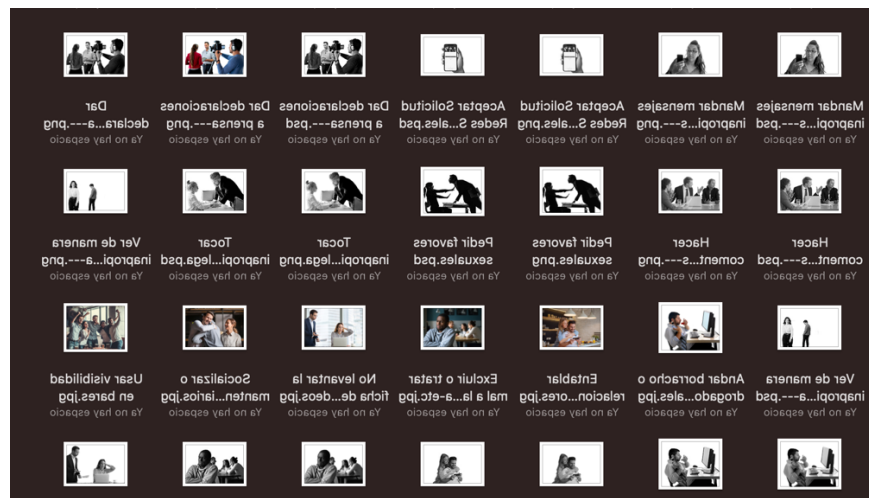 Mandar mensajes
inapropi...s---.psd
Ya no hay espacio
Mandar mensajes
inapropi...s---.png
Ya no hay espacio
Aceptar Solicitud
Redes S...ales.png
Ya no hay espacio
Aceptar Solicitud
Redes S...ales.psd
Ya no hay espacio
Dar declaraciones
a prensa---.psd
Ya no hay espacio
Dar declaraciones
a prensa---.png
Ya no hay espacio
Dar
declara...a---.png
Ya no hay espacio
Hacer
coment...s---.psd
Ya no hay espacio
Hacer
coment...s---.png
Ya no hay espacio
Pedir favores
sexuales.png
Ya no hay espacio
Pedir favores
sexuales.psd
Ya no hay espacio
Tocar
inapropi...lega.png
Ya no hay espacio
Tocar
inapropi...lega.psd
Ya no hay espacio
Ver de manera
inapropi...a---.png
Ya no hay espacio
Ver de manera
inapropi...a---.psd
Ya no hay espacio
Andar borracho o
drogado...ales.jpg
Ya no hay espacio
Entablar
relacion...ores.jpg
Ya no hay espacio
Excluir o tratar
mal a la...a-etc.jpg
Ya no hay espacio
No levantar la
ficha de...deos.jpg
Ya no hay espacio
Socializar o
manten...iarios.jpg
Ya no hay espacio
Usar visibilidad
en bares.jpg
Ya no hay espacio